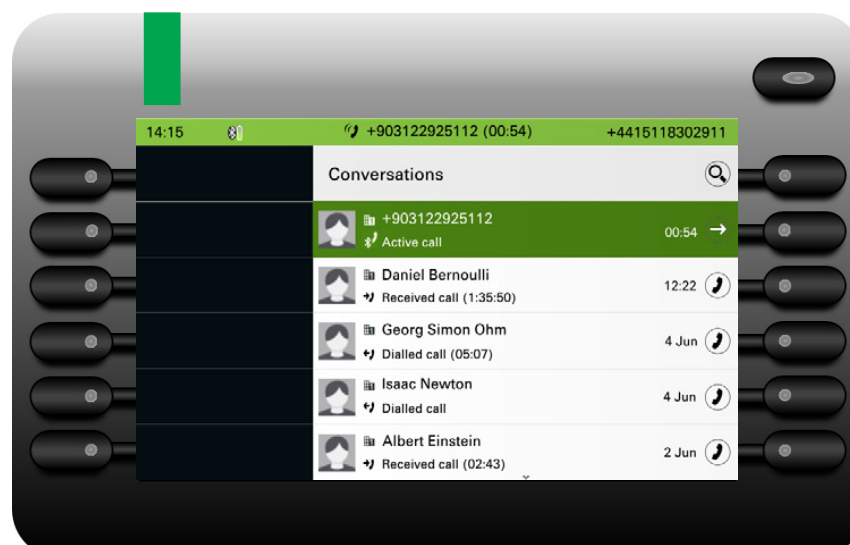 14:15 +903122925112 (00:54) +4415118302911
Conversations
+903122925112
Active call 00:54
Daniel Bernoulli
Received call (1:35:50) 12:22
Georg Simon Ohm
Dialled call (05:07) 4 Jun
Isaac Newton
Dialled call 4 Jun
Albert Einstein
Received call (02:43) 2 Jun